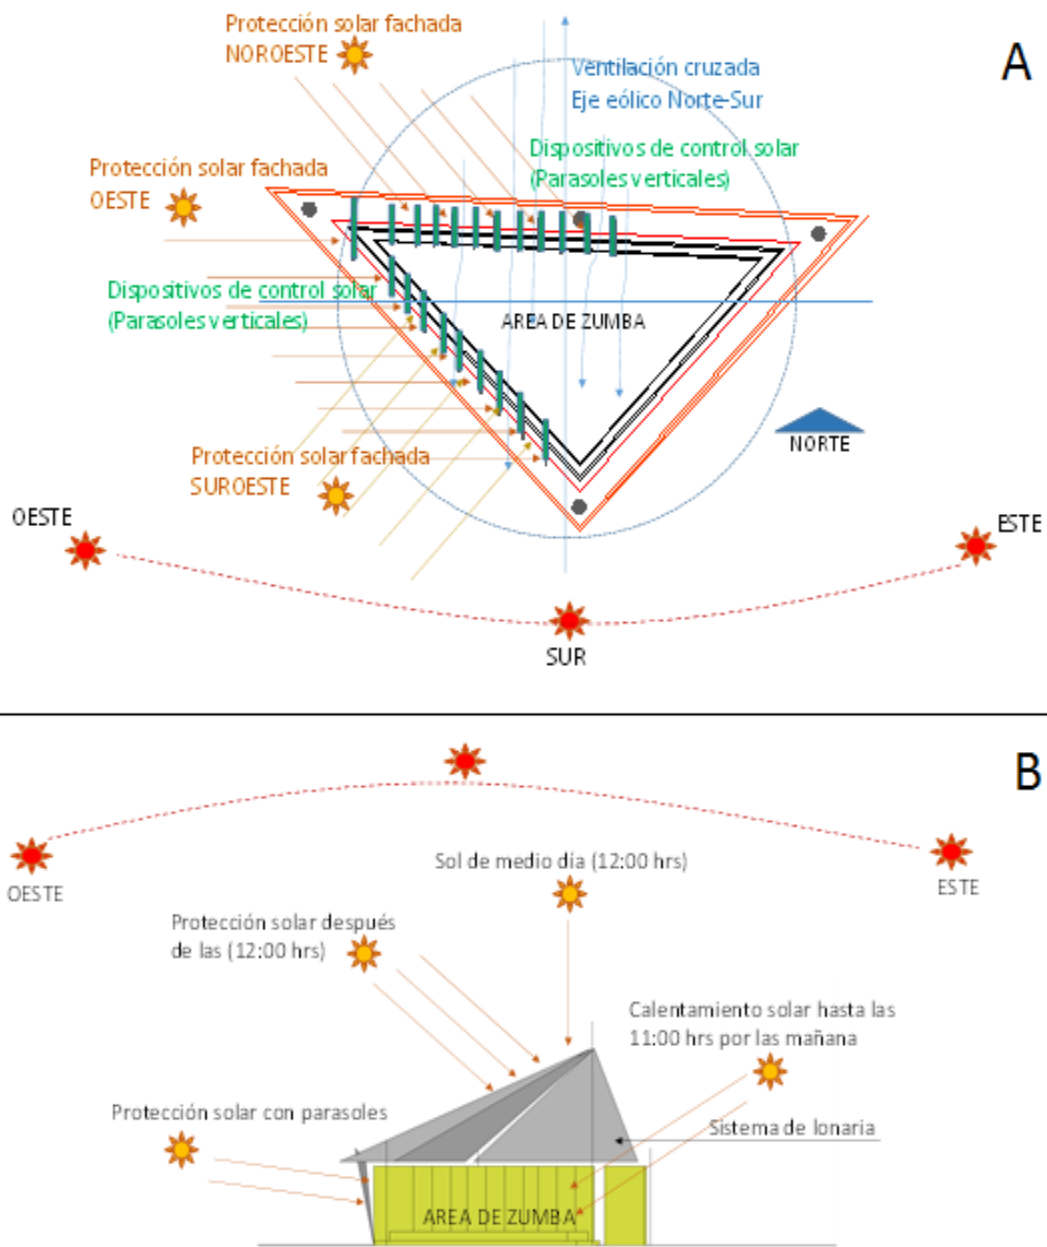 Protección solar fachada
NOROESTE
A
Ventilación cruzada
Eje eólico Norte-Sur
Dispositivos de control solar
(Parasoles verticales)
Protección solar fachada
OESTE
Dispositivos de control solar
(Parasoles verticales)
AREA DE ZUMBA
NORTE
Protección solar fachada
SUROESTE
OESTE
ESTE
SUR
B
OESTE
ESTE
Sol de medio día (12:00 hrs)
Protección solar después
de las (12:00 hrs)
Calentamiento solar hasta las
11:00 hrs por las mañana
Protección solar con parasoles
Sistema de lonaria
AREA DE ZUMBA